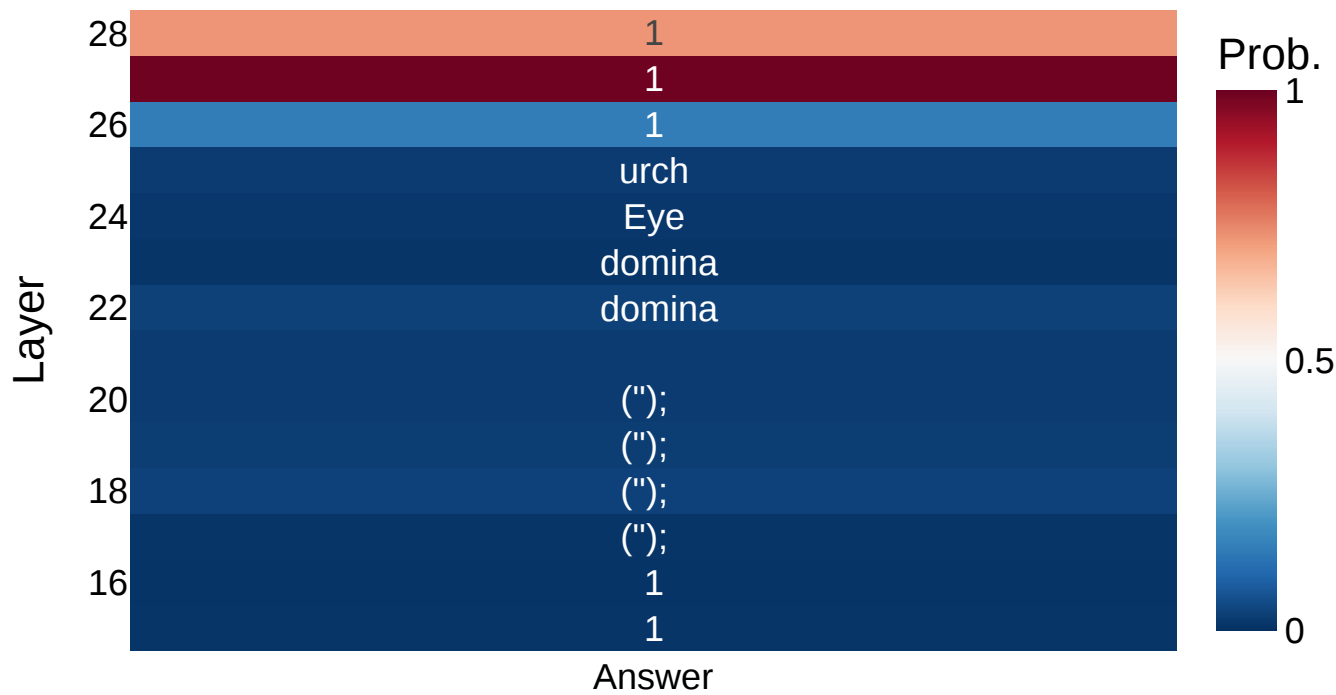 28 1
Prob.
1
1
26 1
urch
24 Eye
domina
22 domina
20 (");
(");
18 (");
(");
16 1
1
Layer
Answer
0.5
0